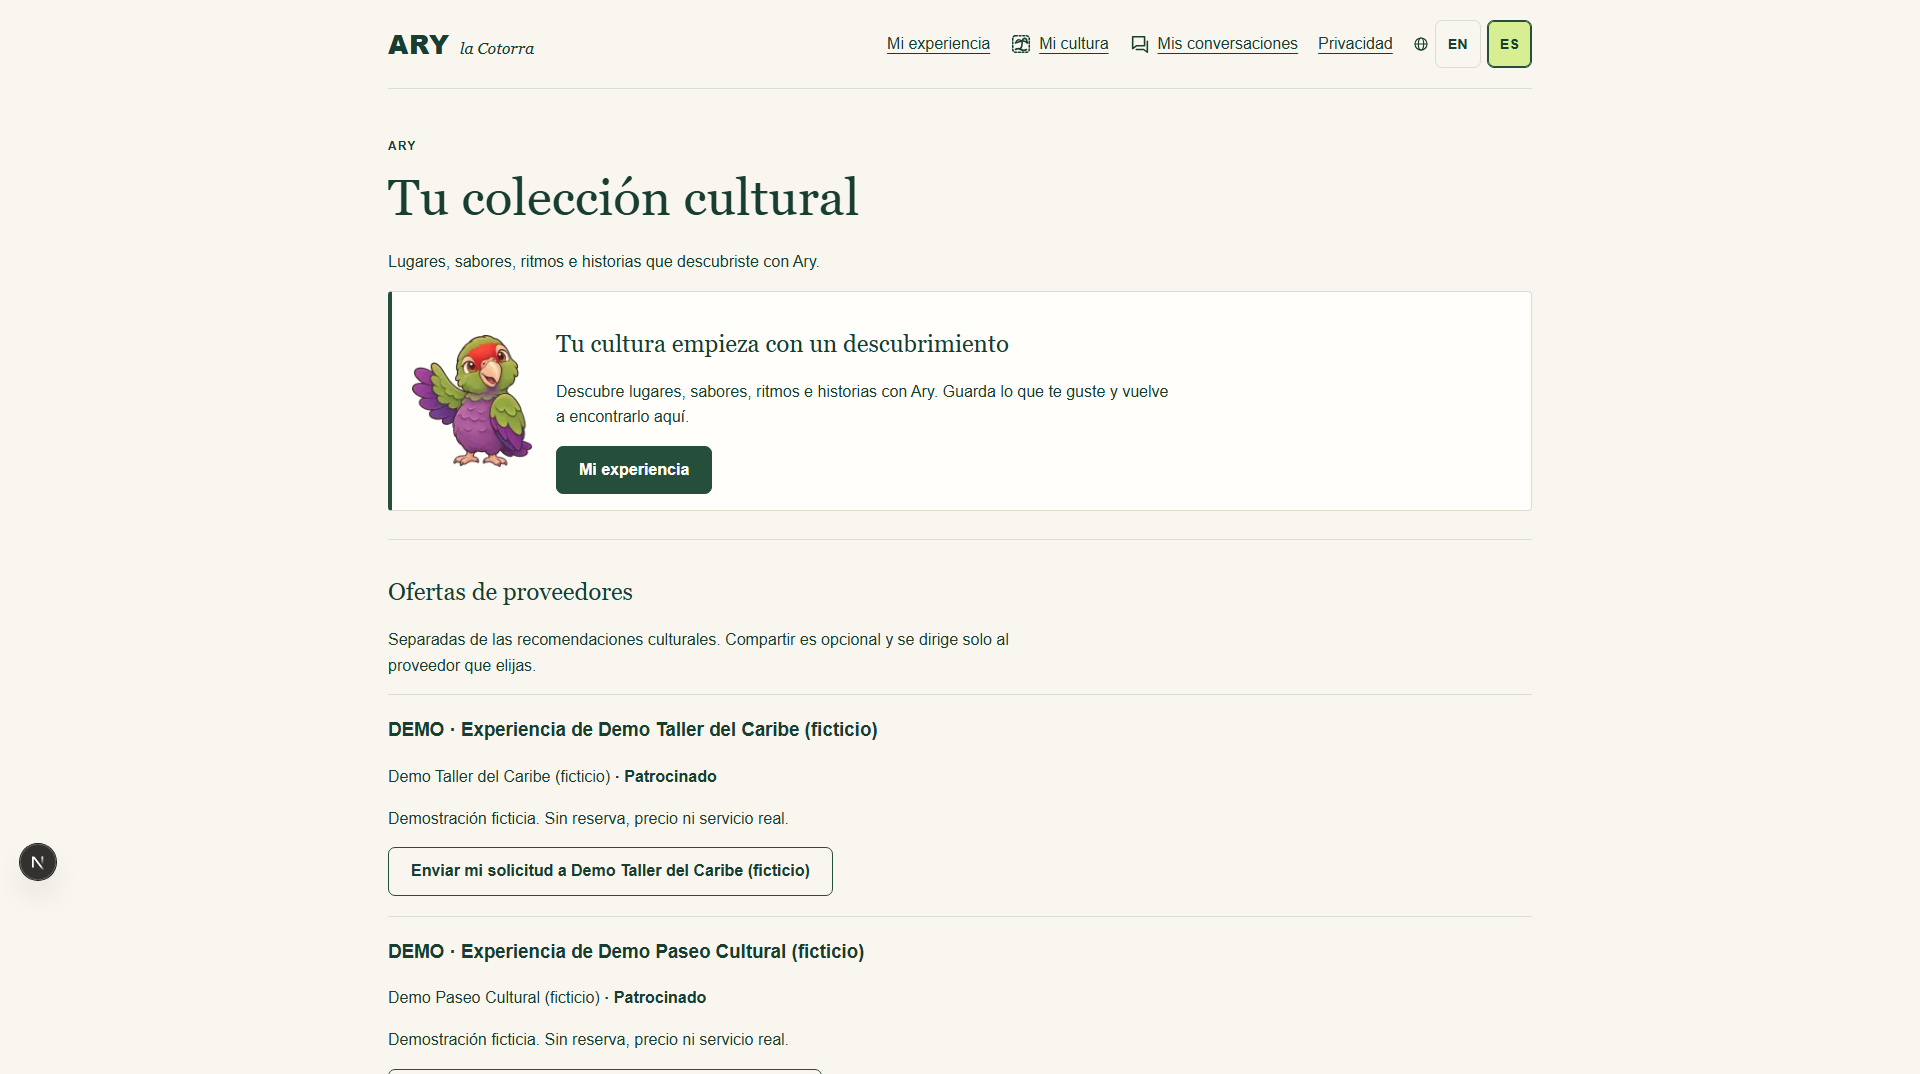 ARY la Cotorra
Mi experiencia Mi cultura Mis conversaciones Privacidad EN ES
ARY
Tu colección cultural
Lugares, sabores, ritmos e historias que descubriste con Ary.
Tu cultura empieza con un descubrimiento
Descubre lugares, sabores, ritmos e historias con Ary. Guarda lo que te guste y vuelve
a encontrarlo aquí.
Mi experiencia
Ofertas de proveedores
Separadas de las recomendaciones culturales. Compartir es opcional y se dirige solo al
proveedor que elijas.
DEMO · Experiencia de Demo Taller del Caribe (ficticio)
Demo Taller del Caribe (ficticio) · Patrocinado
Demostración ficticia. Sin reserva, precio ni servicio real.
Enviar mi solicitud a Demo Taller del Caribe (ficticio)
N
DEMO · Experiencia de Demo Paseo Cultural (ficticio)
Demo Paseo Cultural (ficticio) · Patrocinado
Demostración ficticia. Sin reserva, precio ni servicio real.